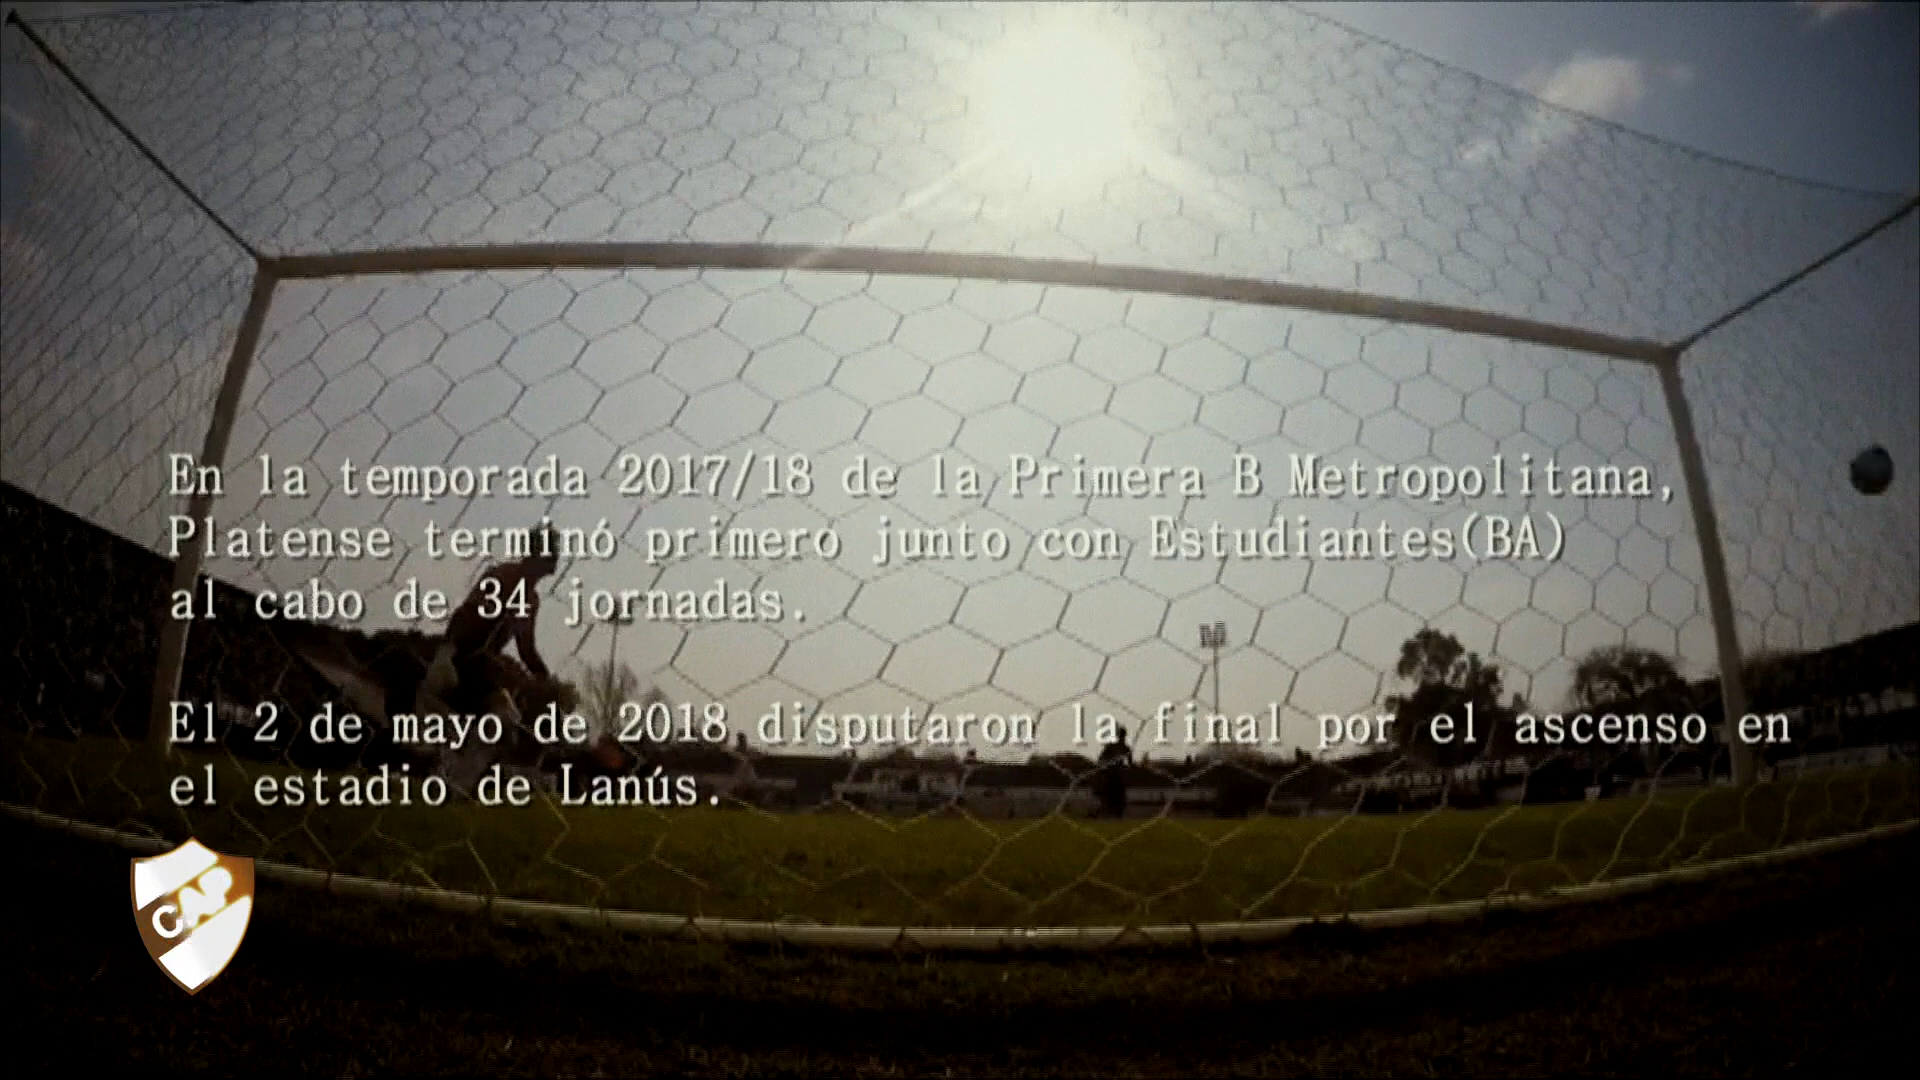 En la temporada 2017/18 de la Primera B Metropolitana,
Platense terminó primero junto con Estudiantes(BA)
al cabo de 34 jornadas.
El 2 de mayo de 2018 disputaron la final por el ascenso en
el estadio de Lanús.
CAP